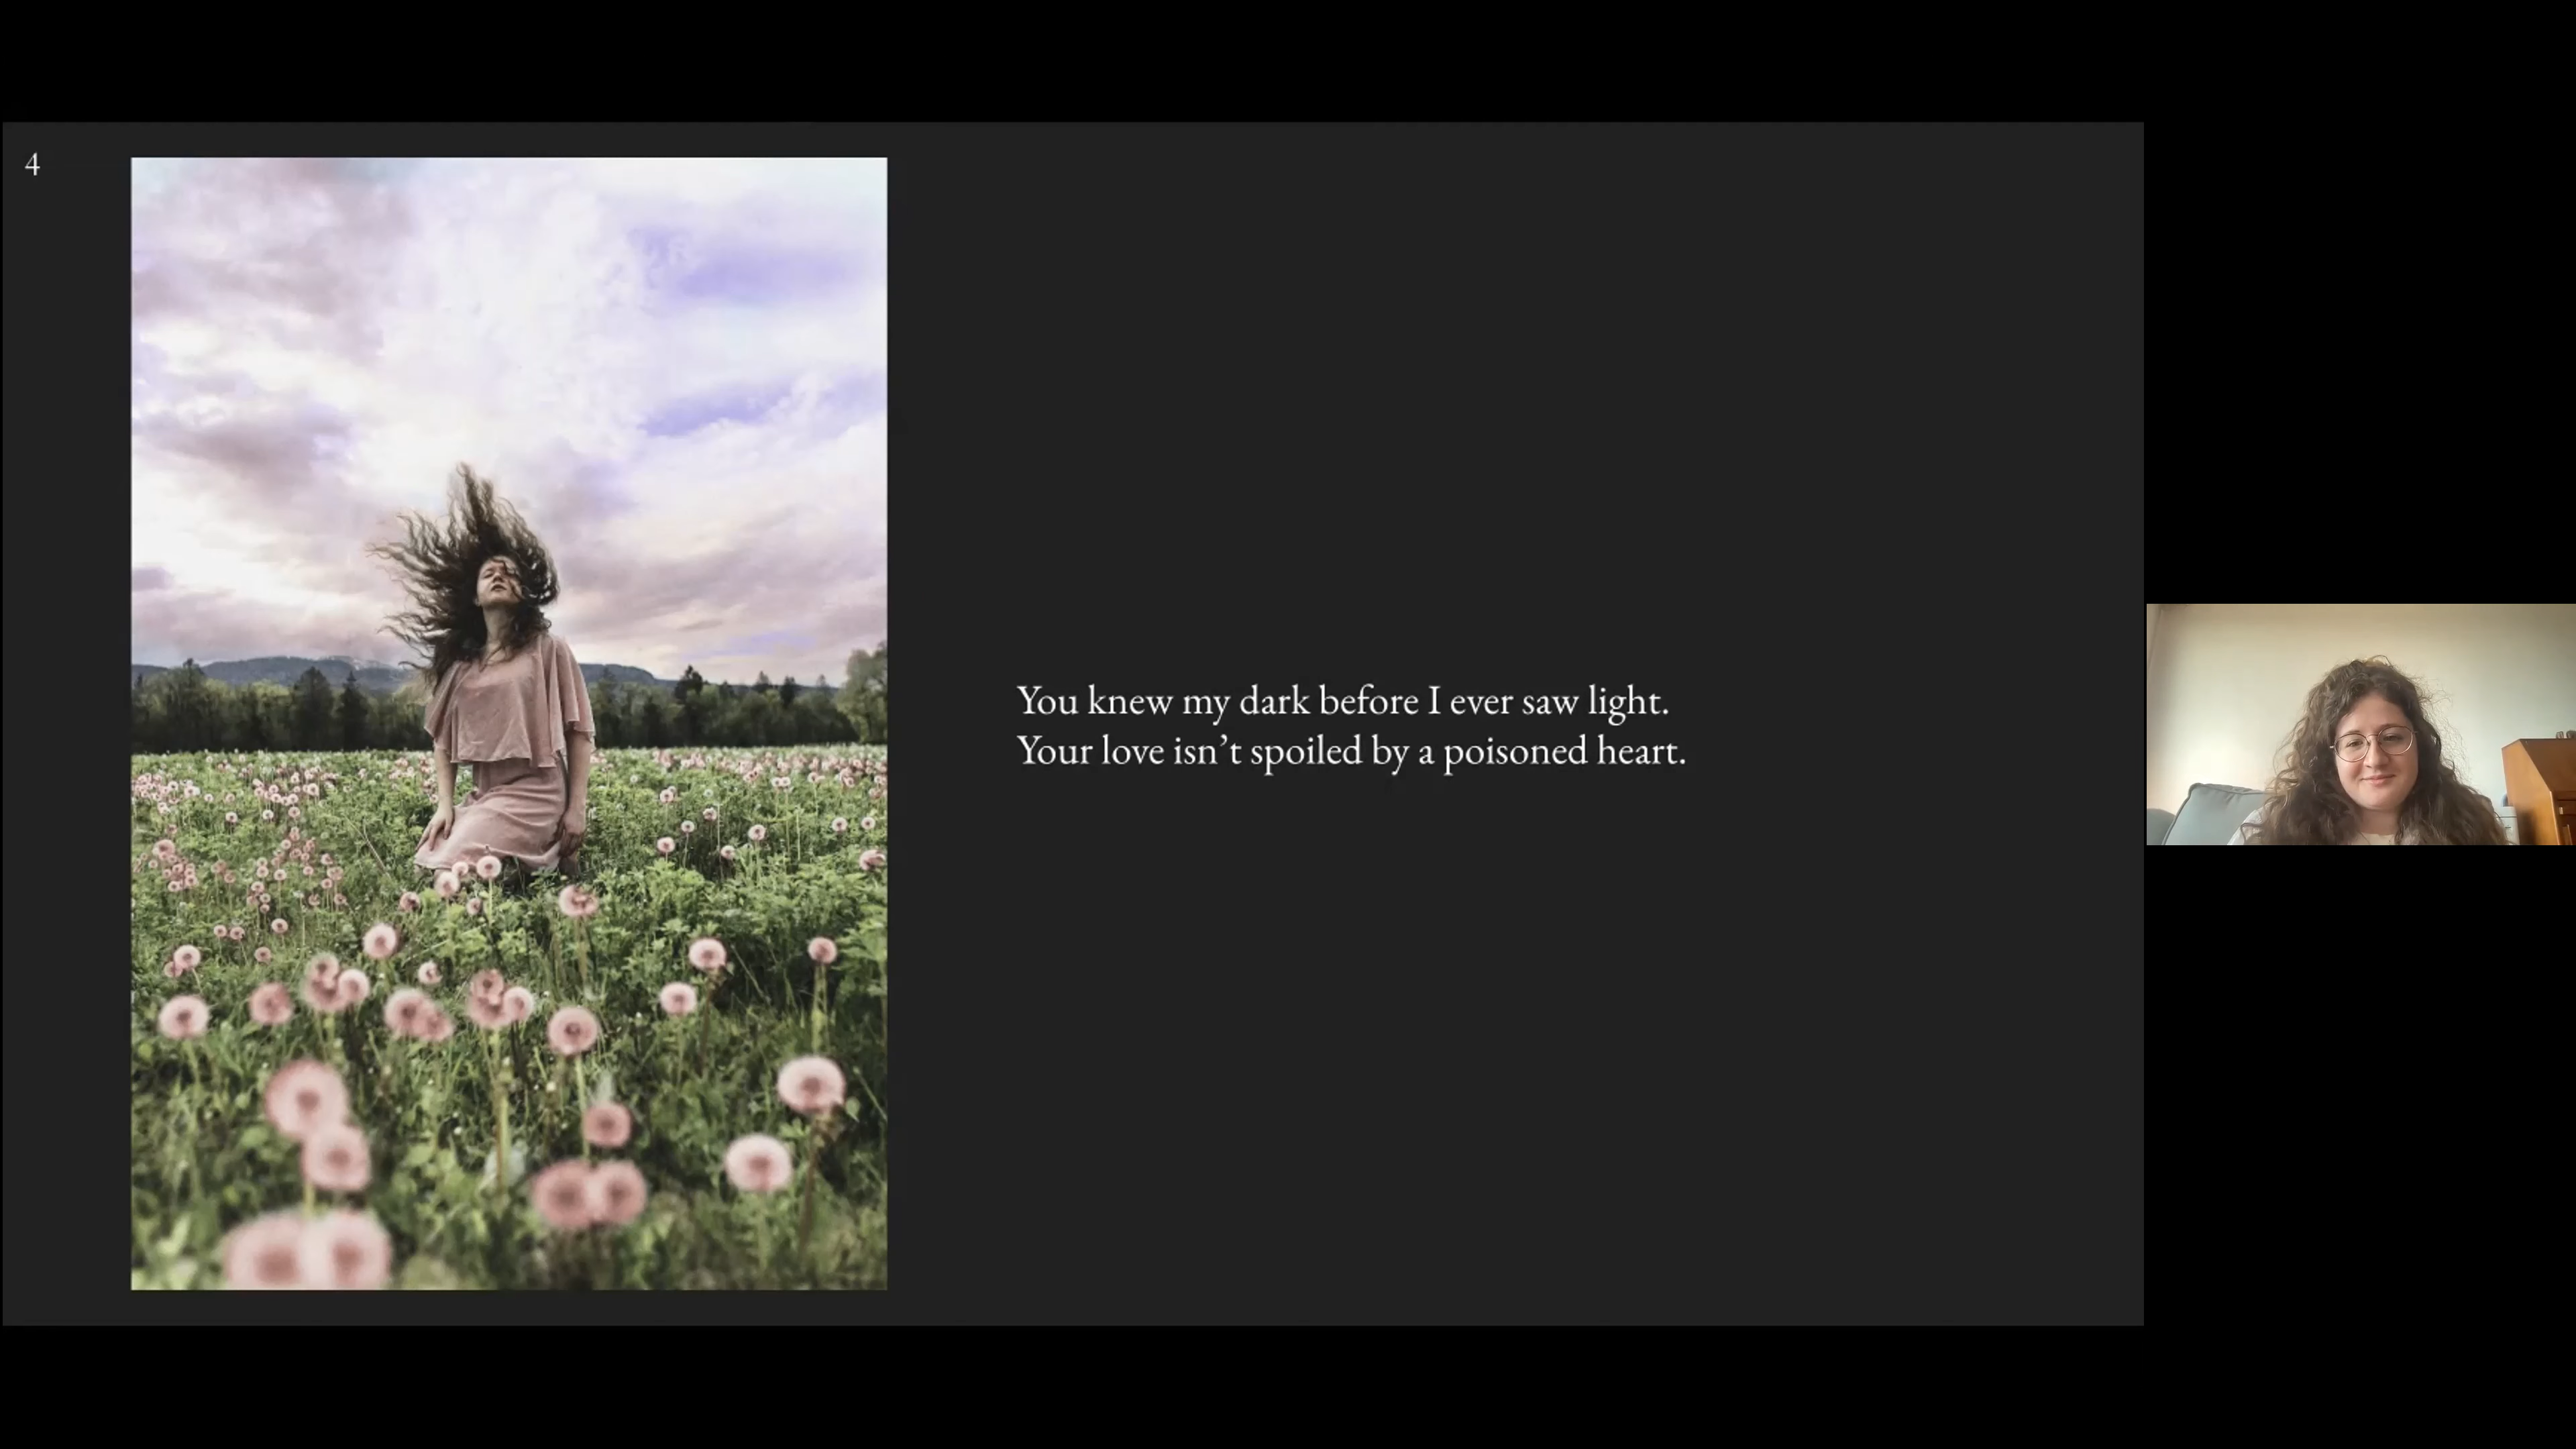 4
You knew my dark before I ever saw light.
Your love isn’t spoiled by a poisoned heart.